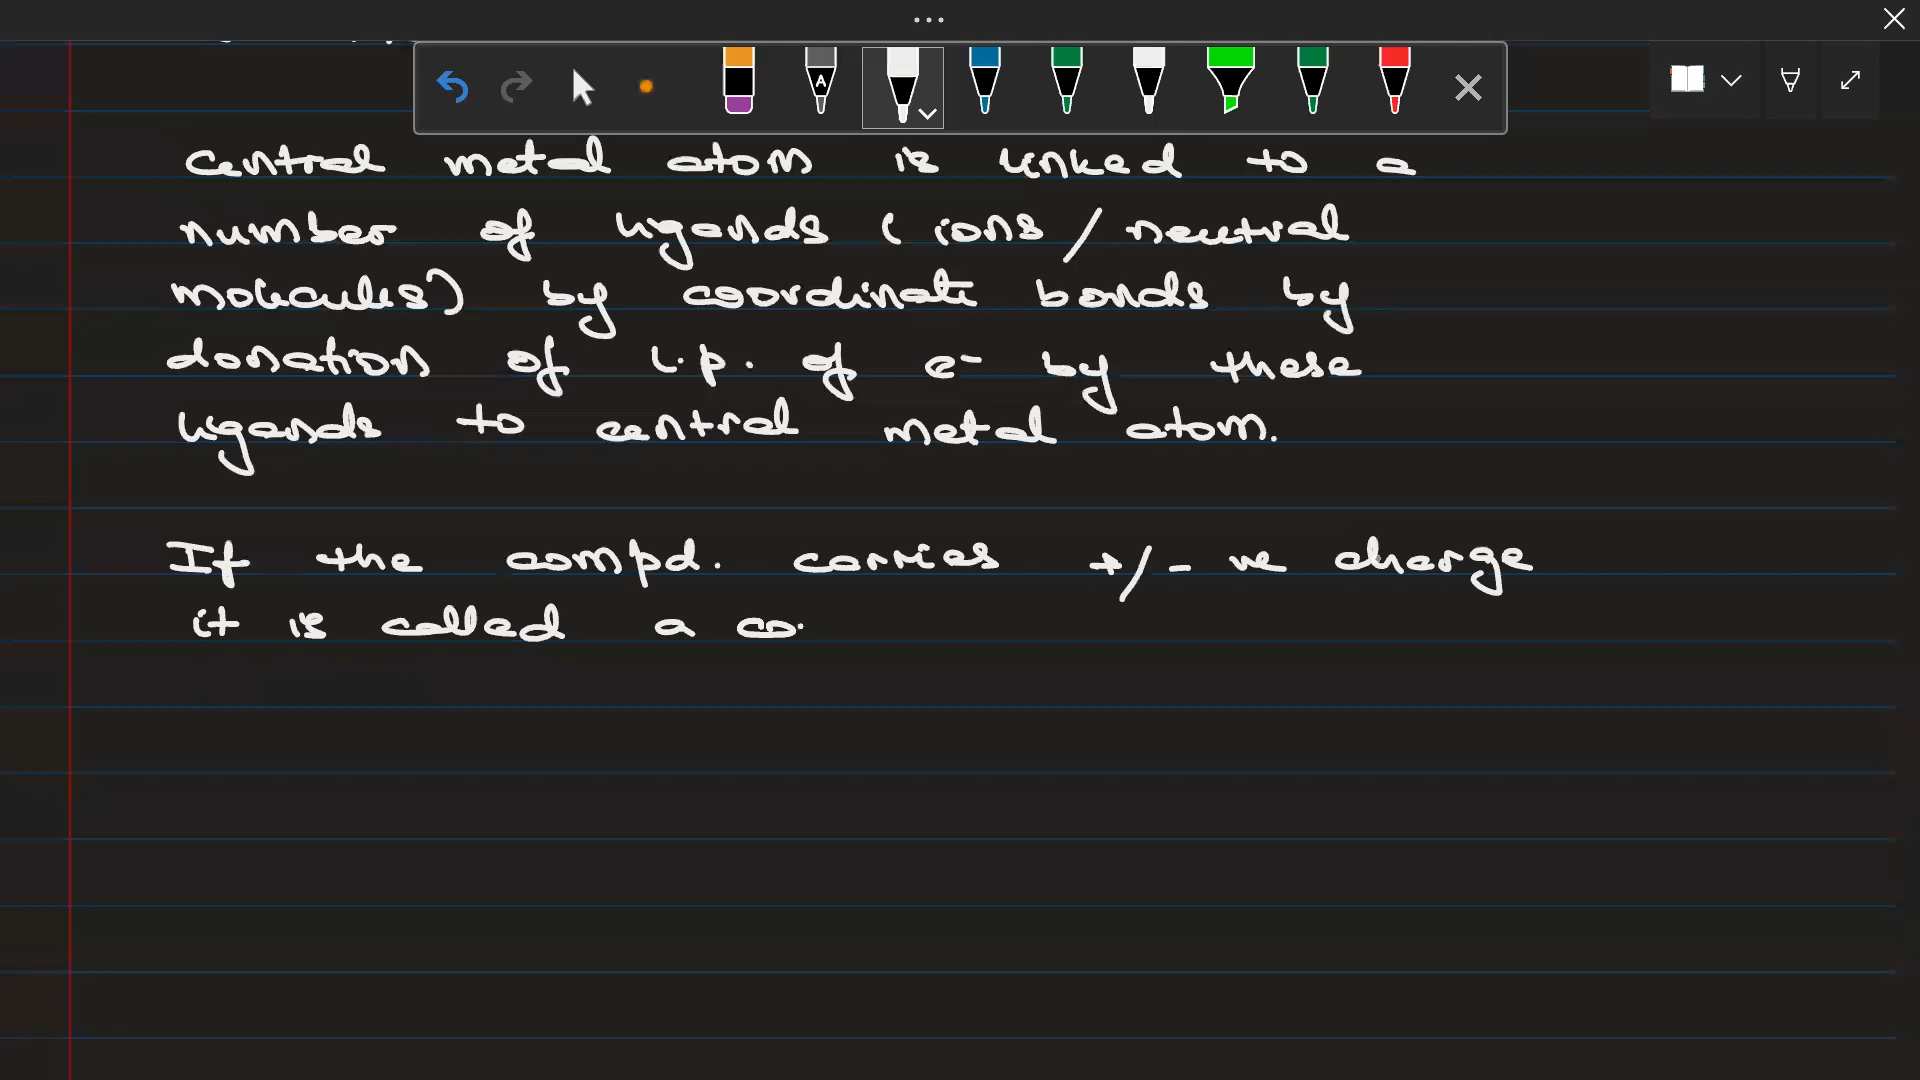 central metal atom is linked to a
number of ligands ( ions / neutral
molecules) by coordinate bonds by
donation of l.p. of e- by these
ligands to central metal atom.
If the compd. carries +/- ve charge
it is called a co